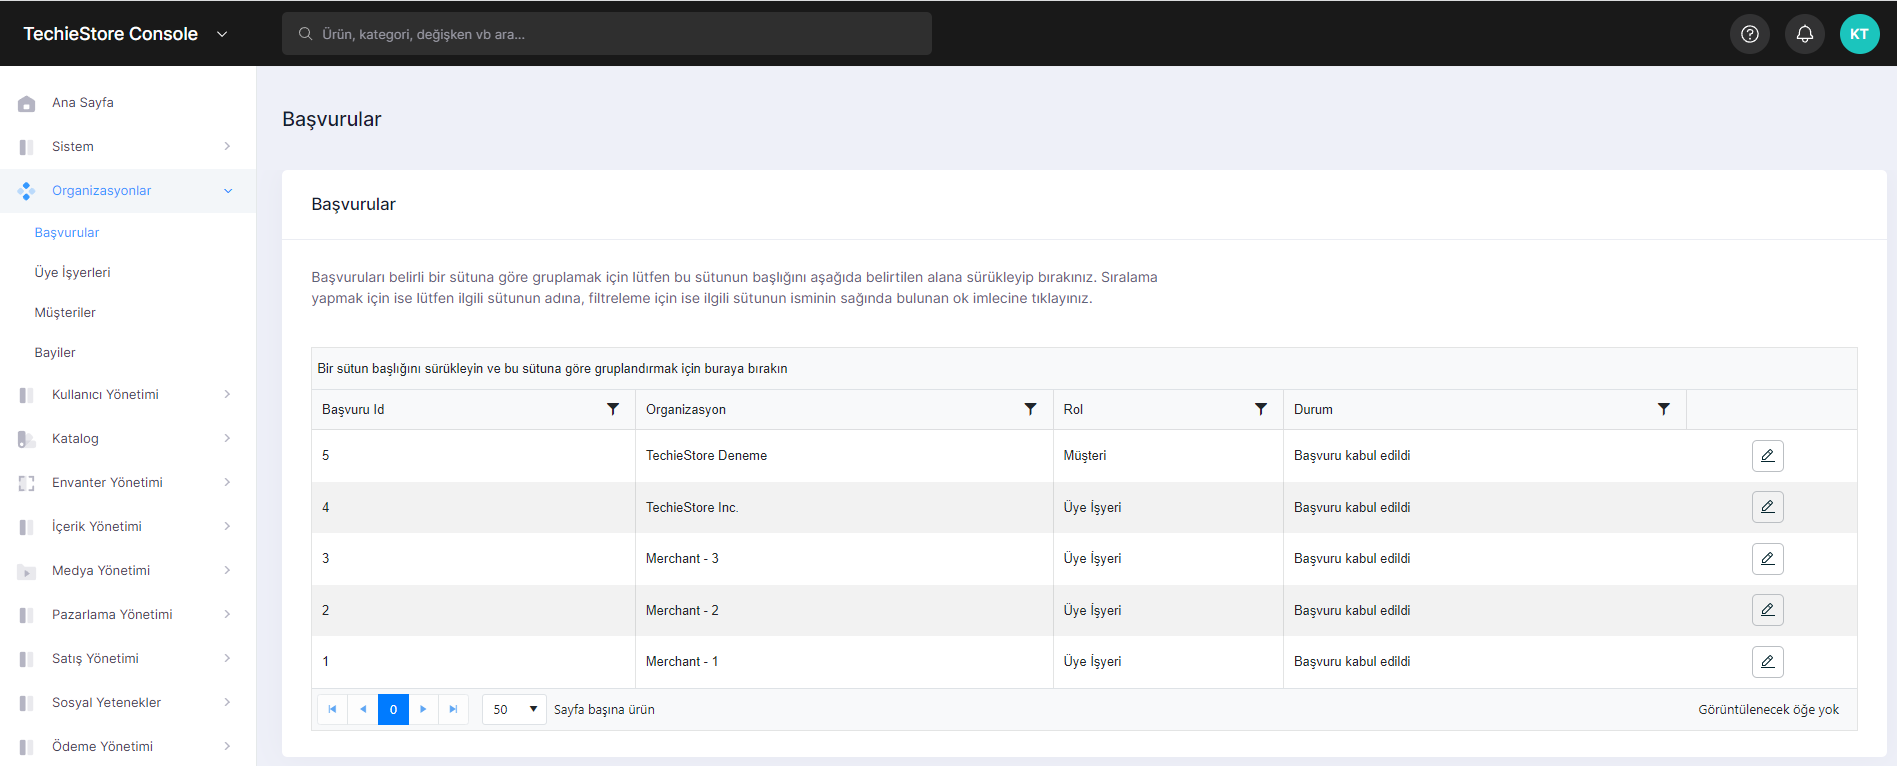 TechieStore Console
Ürün, kategori, değişken vb ara...
KT
Ana Sayfa
Sistem
Organizasyonlar
Başvurular
Üye İşyerleri
Müşteriler
Bayiler
Kullanıcı Yönetimi
Katalog
Envanter Yönetimi
İçerik Yönetimi
Medya Yönetimi
Pazarlama Yönetimi
Satış Yönetimi
Sosyal Yetenekler
Ödeme Yönetimi
Başvurular
Başvurular
Başvuruları belirli bir sütuna göre gruplamak için lütfen bu sütunun başlığını aşağıda belirtilen alana sürükleyip bırakınız. Sıralama
yapmak için ise lütfen ilgili sütunun adına, filtreleme için ise ilgili sütunun isminin sağında bulunan ok imlecine tıklayınız.
Bir sütun başlığını sürükleyin ve bu sütuna göre gruplandırmak için buraya bırakın
Başvuru Id Organizasyon Rol Durum
5 TechieStore Deneme Müşteri Başvuru kabul edildi
4 TechieStore Inc. Üye İşyeri Başvuru kabul edildi
3 Merchant - 3 Üye İşyeri Başvuru kabul edildi
2 Merchant - 2 Üye İşyeri Başvuru kabul edildi
1 Merchant - 1 Üye İşyeri Başvuru kabul edildi
0 50 Sayfa başına ürün Görüntülenecek öğe yok